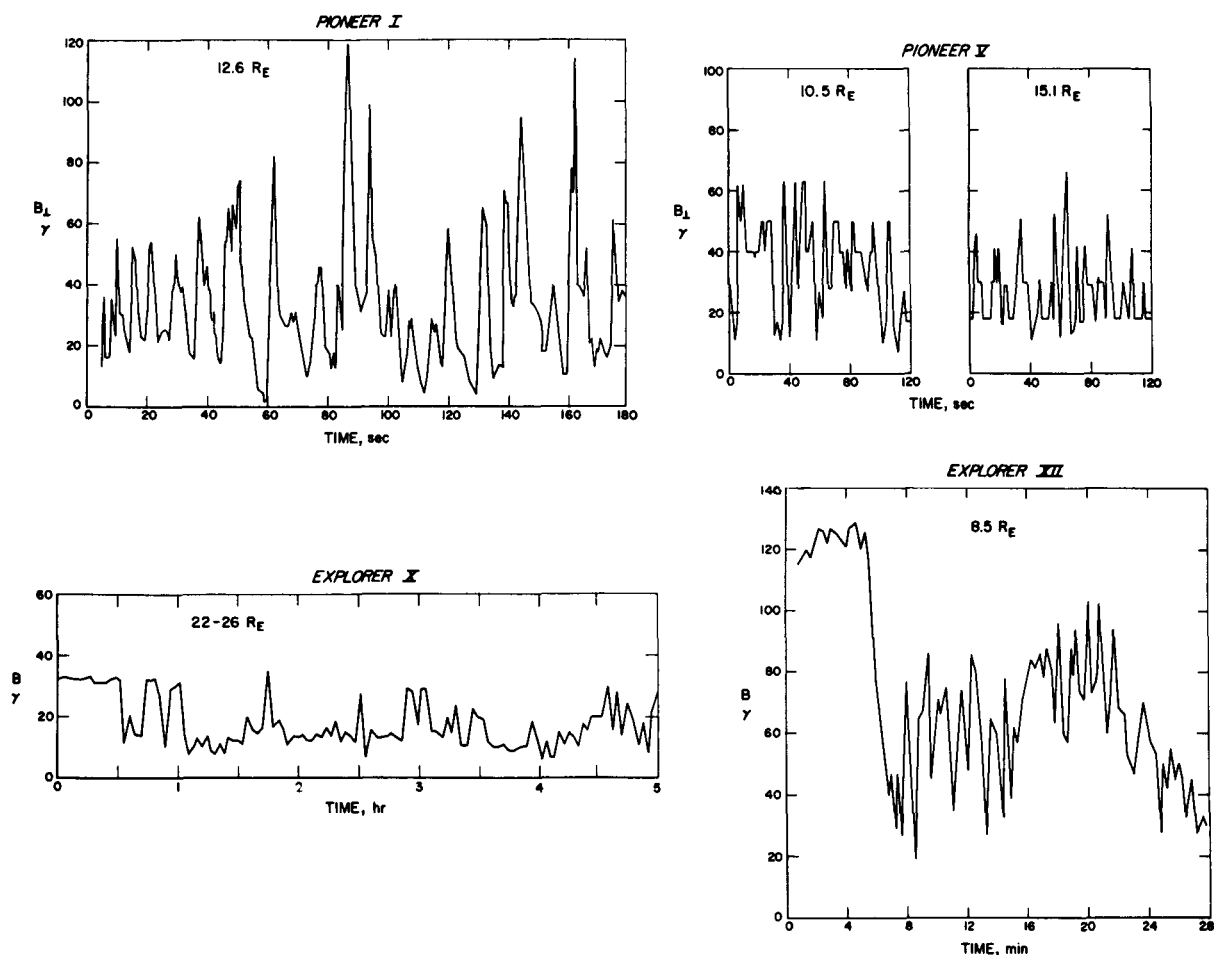 PIONEER I
12.6 RE
120
100
80
60
40
20
0
B⊥
γ
0 20 40 60 80 100 120 140 160 180
TIME, sec
PIONEER V
10.5 RE
15.1 RE
100
80
60
40
20
0
B⊥
γ
0 40 80 120
TIME, sec
0 40 80 120
TIME, sec
EXPLORER X
22-26 RE
60
40
20
0
B
γ
0 1 2 3 4 5
TIME, hr
EXPLORER XII
8.5 RE
140
120
100
80
60
40
20
0
B
γ
0 4 8 12 16 20 24 28
TIME, min